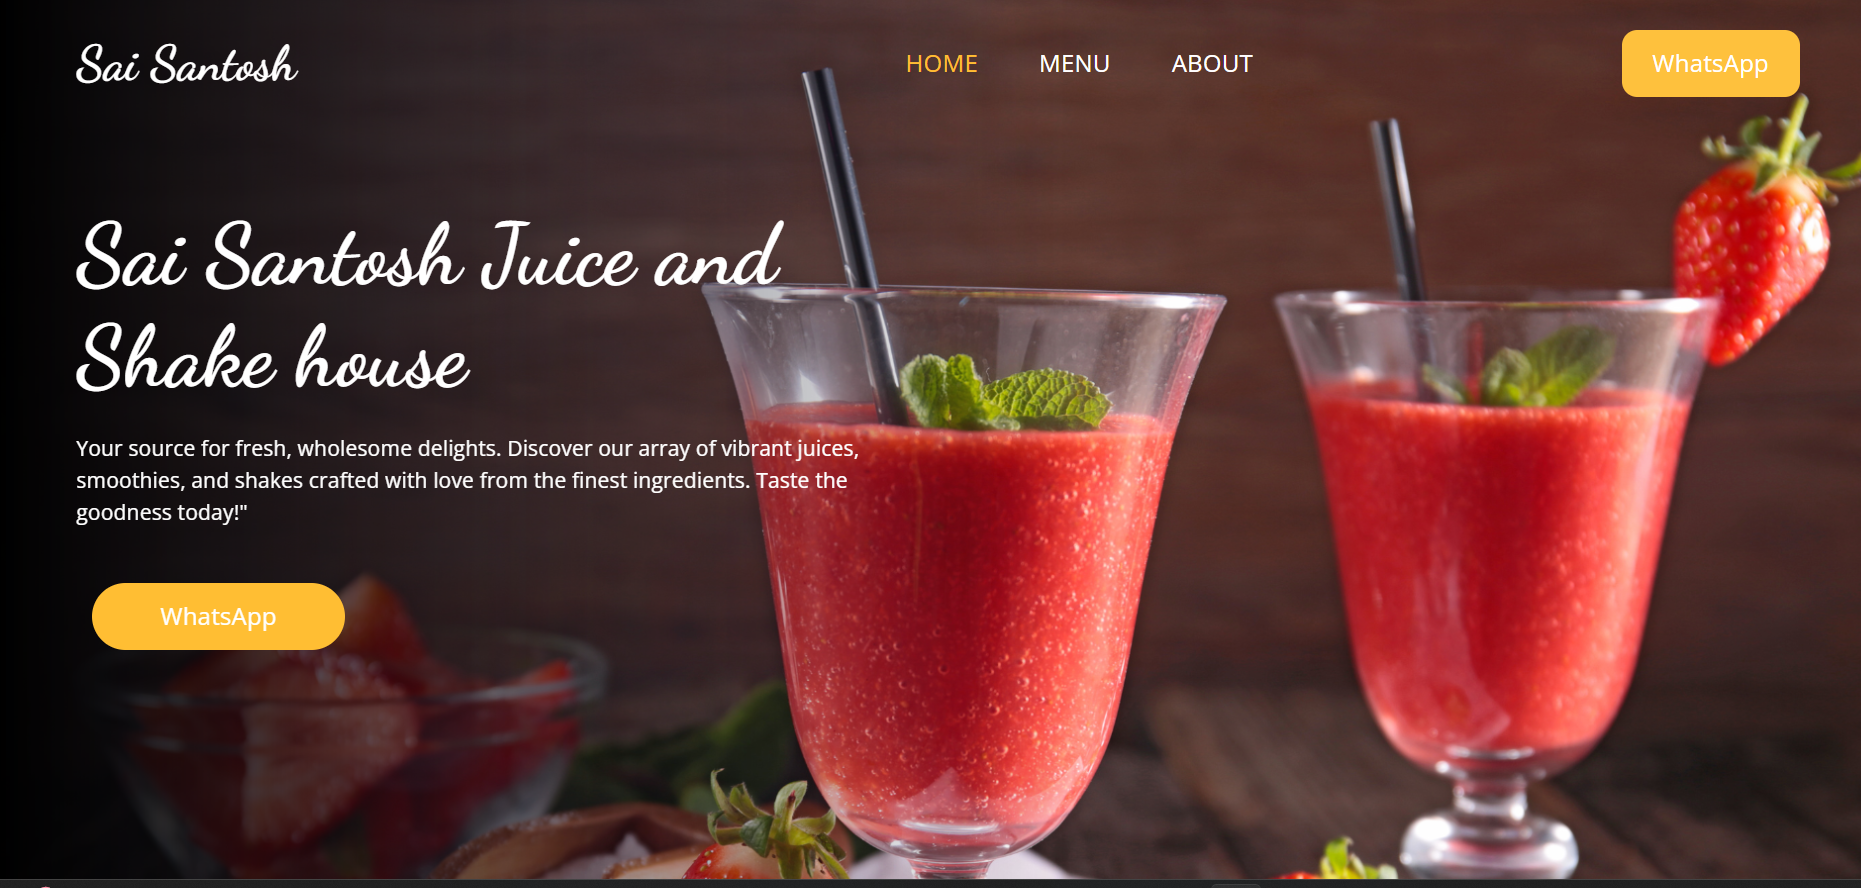 Sai Santosh
HOME MENU ABOUT
WhatsApp
Sai Santosh Juice and
Shake house
Your source for fresh, wholesome delights. Discover our array of vibrant juices,
smoothies, and shakes crafted with love from the finest ingredients. Taste the
goodness today!"
WhatsApp